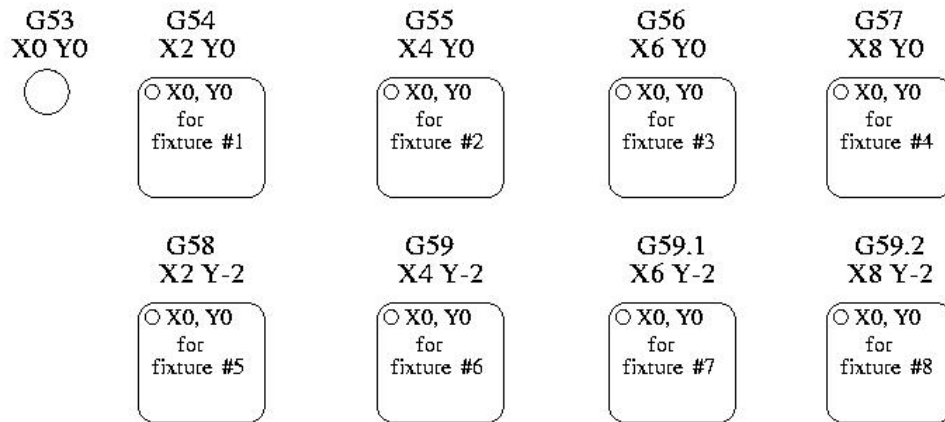 G53
X0 Y0
G54
X2 Y0
G55
X4 Y0
G56
X6 Y0
G57
X8 Y0
X0, Y0
for
fixture #1
X0, Y0
for
fixture #2
X0, Y0
for
fixture #3
X0, Y0
for
fixture #4
G58
X2 Y-2
G59
X4 Y-2
G59.1
X6 Y-2
G59.2
X8 Y-2
X0, Y0
for
fixture #5
X0, Y0
for
fixture #6
X0, Y0
for
fixture #7
X0, Y0
for
fixture #8